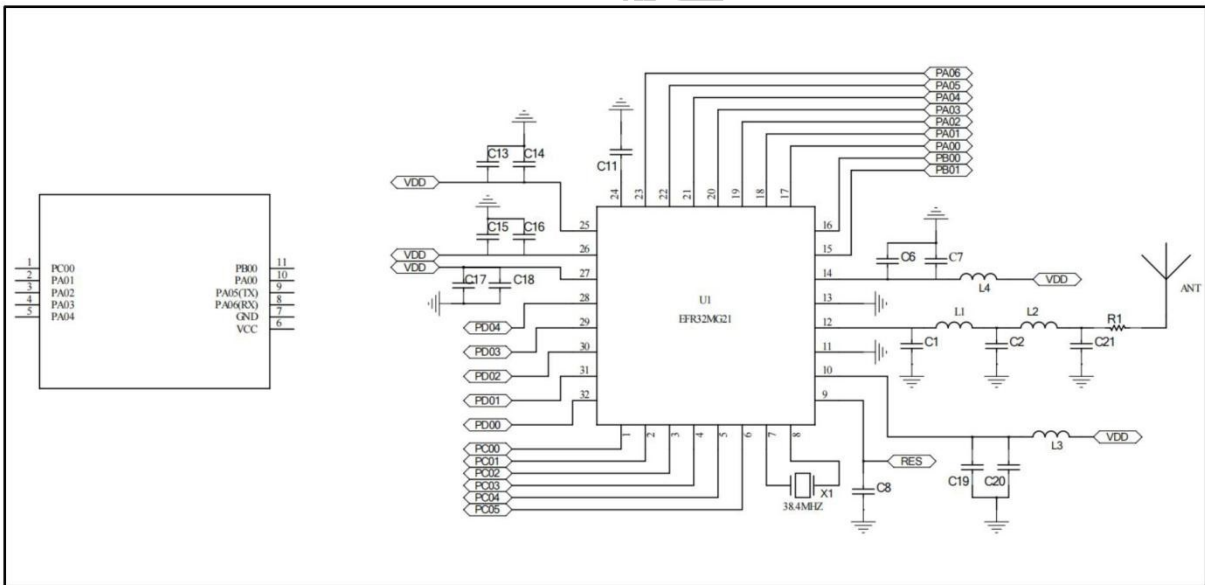 1 PC00
2 PA01
3 PA02
4 PA03
5 PA04
PB00 11
PA00 10
PA05(TX) 9
PA06(RX) 8
GND 7
VCC 6
C13 C14
VDD
C15 C16
VDD
VDD
C17 C18
PD04
PD03
PD02
PD01
PD00
PC00
PC01
PC02
PC03
PC04
PC05
C11
24 23 22 21 20 19 18 17
25
26
27
28
29
30
31
32
U1
EFR32MG21
16
15
14
13
12
11
10
9
1 2 3 4 5 6 7 8
X1
38.4MHZ
PA06
PA05
PA04
PA03
PA02
PA01
PA00
PB00
PB01
C6 C7
L4 VDD
ANT
L1 L2 R1
C1 C2 C21
L3 VDD
RES
C8
C19 C20